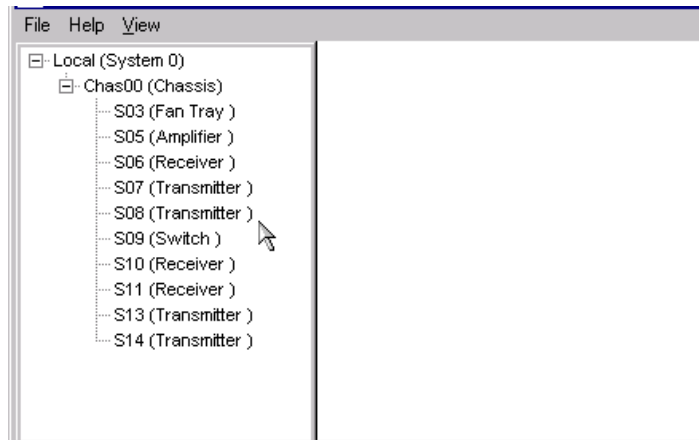 File Help View
Local (System 0)
Chas00 (Chassis)
S03 (Fan Tray )
S05 (Amplifier )
S06 (Receiver )
S07 (Transmitter )
S08 (Transmitter )
S09 (Switch )
S10 (Receiver )
S11 (Receiver )
S13 (Transmitter )
S14 (Transmitter )